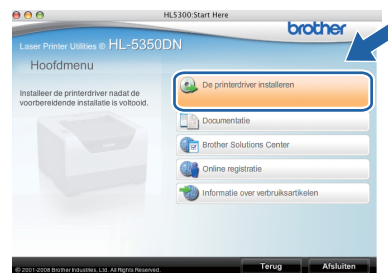 HL5300:Start Here
brother
Laser Printer Utilities ® HL-5350DN
Hoofdmenu
Installeer de printerdriver nadat de
voorbereidende installatie is voltooid.
De printerdriver installeren
Documentatie
Brother Solutions Center
Online registratie
Informatie over verbruiksartikelen
© 2001-2008 Brother Industries, Ltd. All Rights Reserved.
Terug
Afsluiten